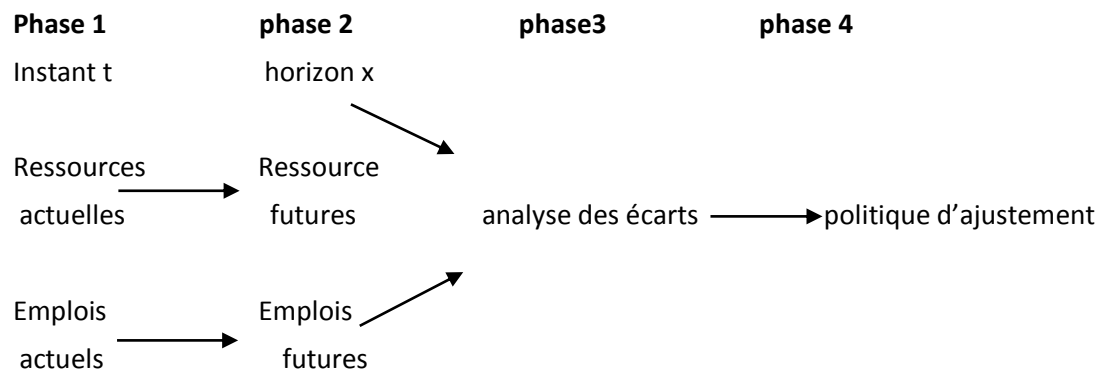 Phase 1 phase 2 phase3 phase 4
Instant t horizon x
Ressources Ressource
actuelles futures analyse des écarts politique d’ajustement
Emplois Emplois
actuels futures